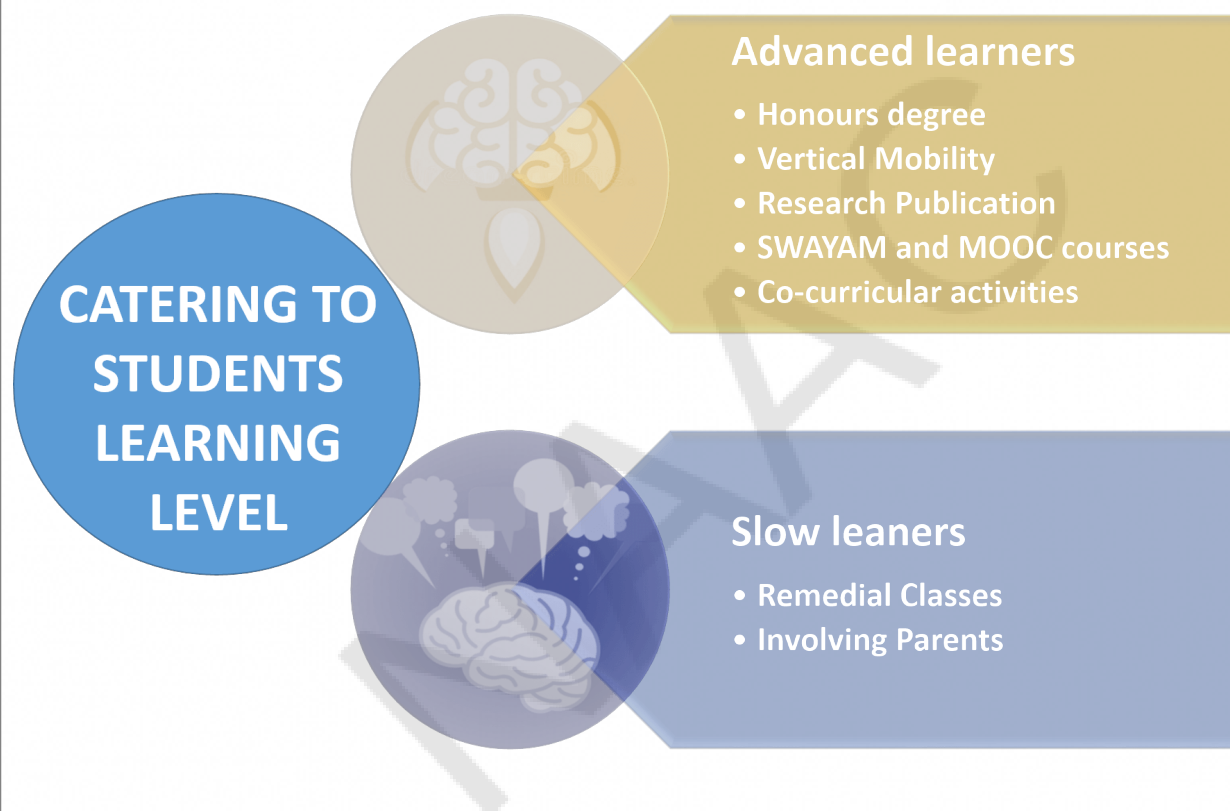 CATERING TO
STUDENTS
LEARNING
LEVEL
Advanced learners
• Honours degree
• Vertical Mobility
• Research Publication
• SWAYAM and MOOC courses
• Co-curricular activities
Slow leaners
• Remedial Classes
• Involving Parents
NAAC